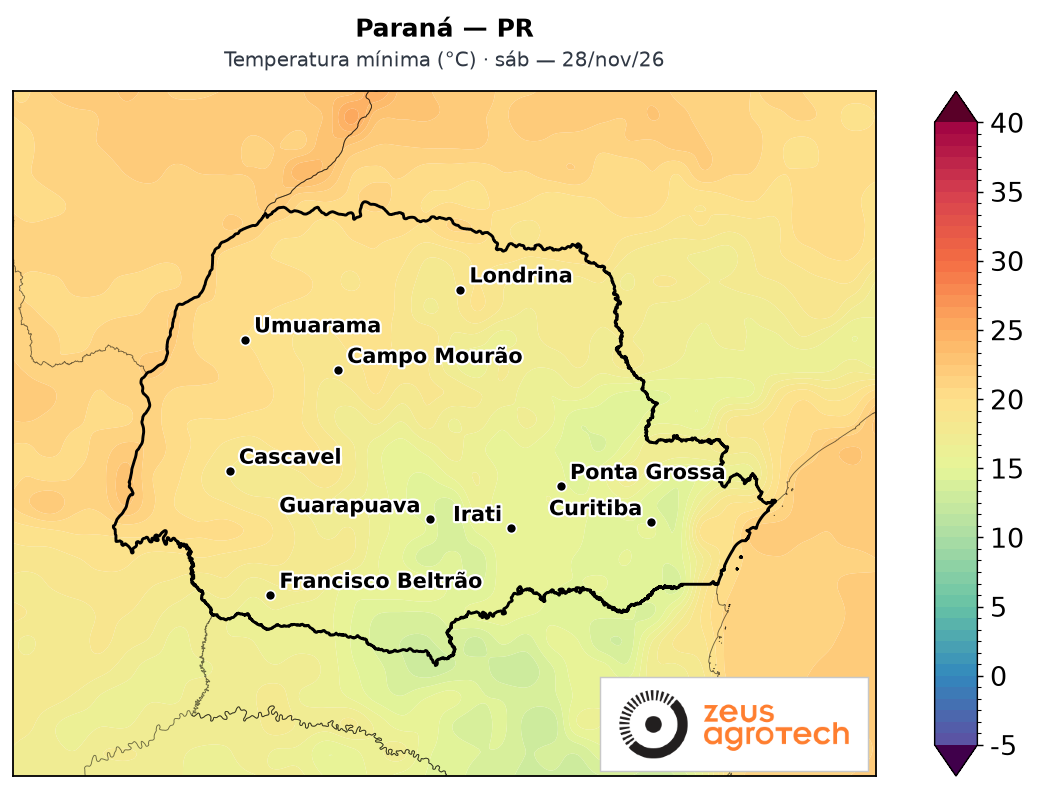 Paraná — PR
Temperatura mínima (°C) · sáb — 28/nov/26
Londrina
Umuarama
Campo Mourão
Cascavel
Ponta Grossa
Guarapuava
Irati
Curitiba
Francisco Beltrão
zeus
agrotech
40
35
30
25
20
15
10
5
0
-5